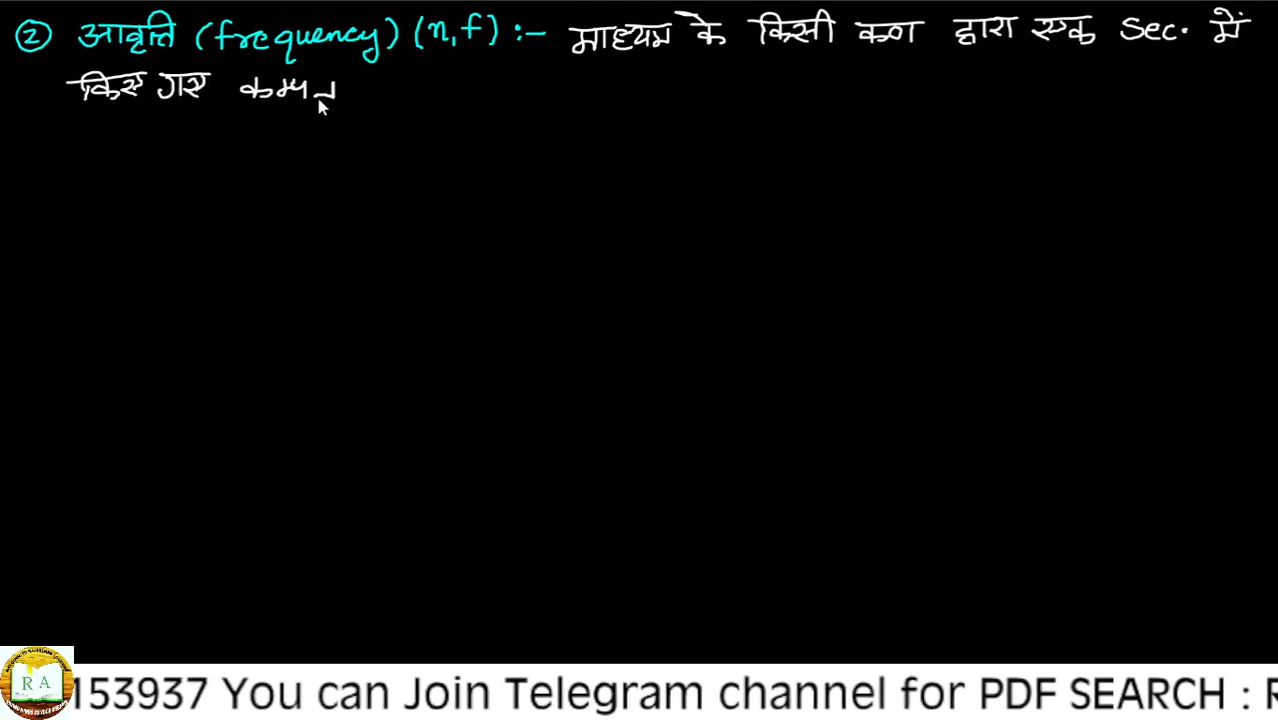 ② आवृत्ति (frequency) (n, f) :- माध्यम के किसी कण द्वारा एक Sec. में
किए गए कम्पन
R A
153937 You can Join Telegram channel for PDF SEARCH : R